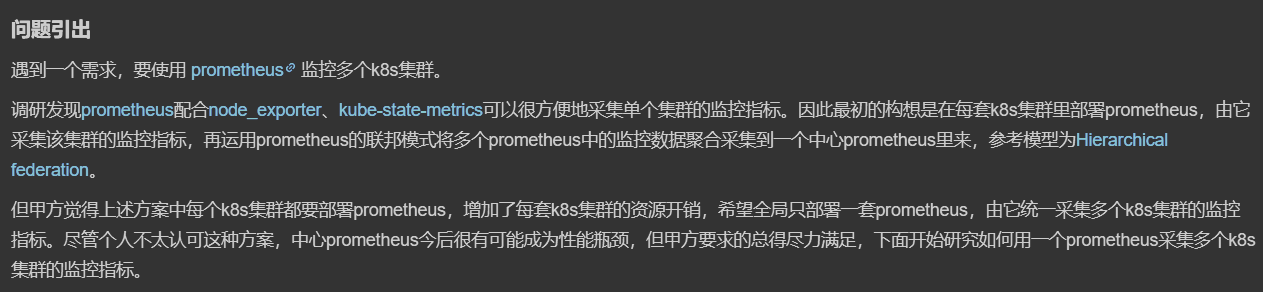 问题引出
遇到一个需求，要使用 prometheus 监控多个k8s集群。
调研发现prometheus配合node_exporter、kube-state-metrics可以很方便地采集单个集群的监控指标。因此最初的构想是在每套k8s集群里部署prometheus，由它
采集该集群的监控指标，再运用prometheus的联邦模式将多个prometheus中的监控数据聚合采集到一个中心prometheus里来，参考模型为Hierarchical
federation。
但甲方觉得上述方案中每个k8s集群都要部署prometheus，增加了每套k8s集群的资源开销，希望全局只部署一套prometheus，由它统一采集多个k8s集群的监控
指标。尽管个人不太认可这种方案，中心prometheus今后很有可能成为性能瓶颈，但甲方要求的总得尽力满足，下面开始研究如何用一个prometheus采集多个k8s
集群的监控指标。